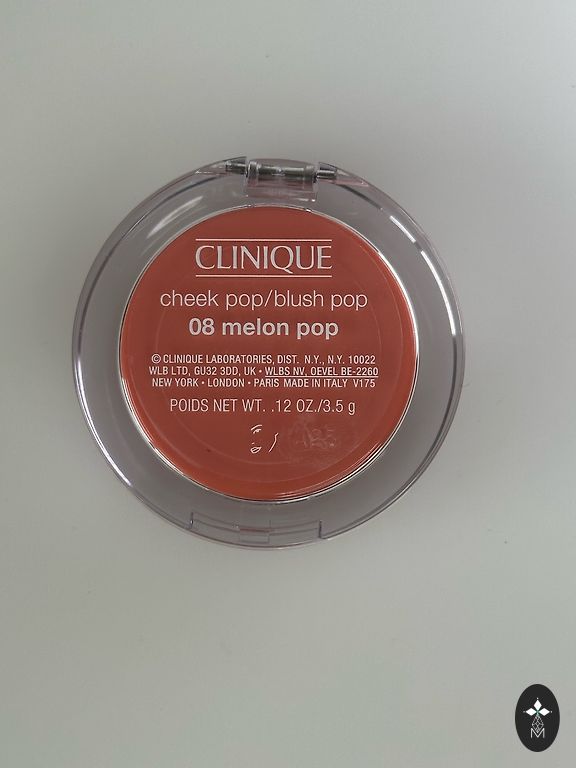 CLINIQUE
cheek pop/blush pop
08 melon pop
© CLINIQUE LABORATORIES, DIST. N.Y., N.Y. 10022
WLB LTD, GU32 3DD, UK • WLBS NV, OEVEL BE-2260
NEW YORK • LONDON • PARIS MADE IN ITALY V175
POIDS NET WT. .12 OZ./3.5 g
M